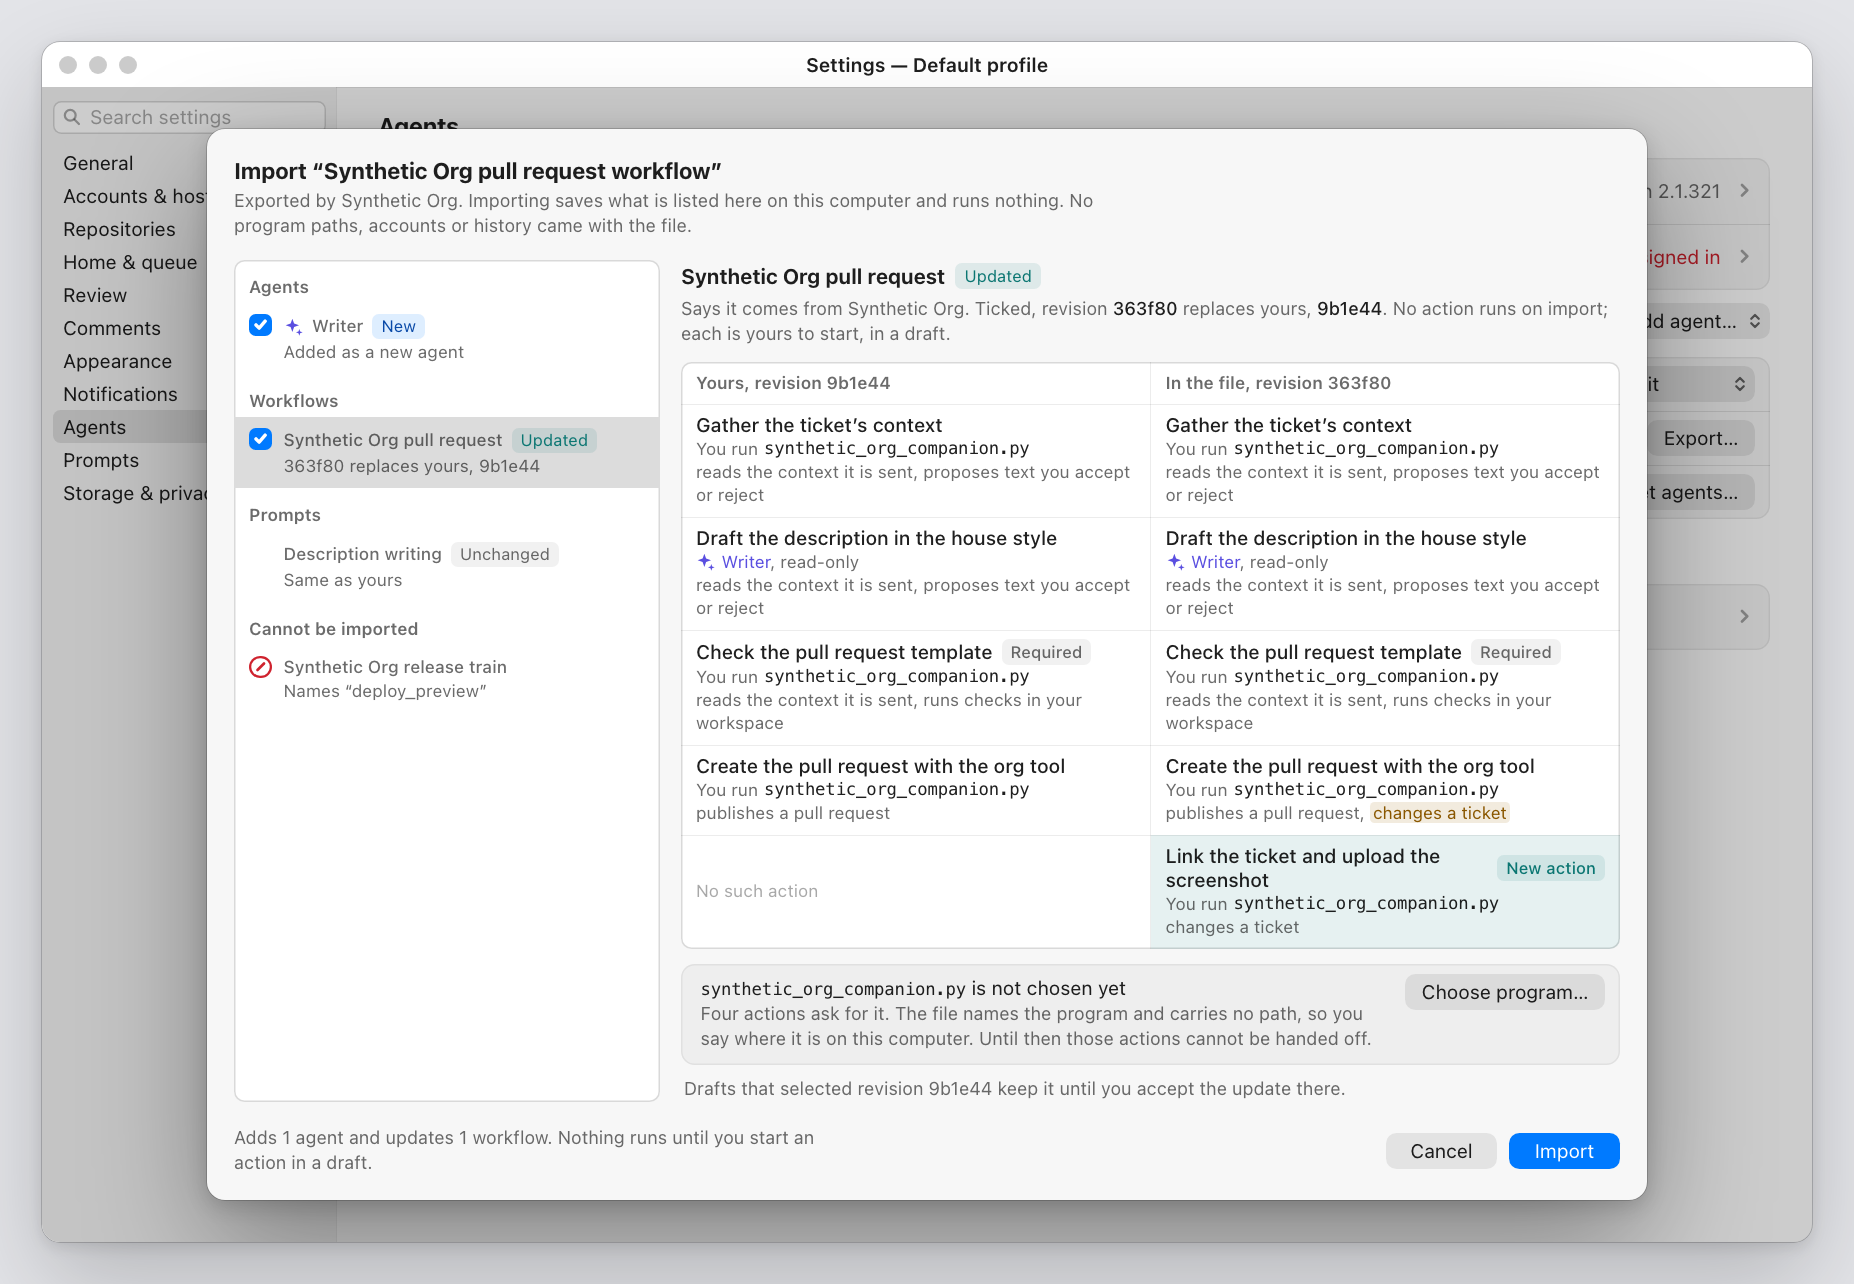 Settings — Default profile
Search settings
General
Accounts & hos
Repositories
Home & queue
Review
Comments
Appearance
Notifications
Agents
Prompts
Storage & priva
Agents
2.1.321
igned in
dd agent...
it
Export...
t agents...
Import “Synthetic Org pull request workflow”
Exported by Synthetic Org. Importing saves what is listed here on this computer and runs nothing. No
program paths, accounts or history came with the file.
Agents
Writer New
Added as a new agent
Workflows
Synthetic Org pull request Updated
363f80 replaces yours, 9b1e44
Prompts
Description writing Unchanged
Same as yours
Cannot be imported
Synthetic Org release train
Names “deploy_preview”
Synthetic Org pull request Updated
Says it comes from Synthetic Org. Ticked, revision 363f80 replaces yours, 9b1e44. No action runs on import;
each is yours to start, in a draft.
Yours, revision 9b1e44
In the file, revision 363f80
Gather the ticket’s context
You run synthetic_org_companion.py
reads the context it is sent, proposes text you accept
or reject
Gather the ticket’s context
You run synthetic_org_companion.py
reads the context it is sent, proposes text you accept
or reject
Draft the description in the house style
Writer, read-only
reads the context it is sent, proposes text you accept
or reject
Draft the description in the house style
Writer, read-only
reads the context it is sent, proposes text you accept
or reject
Check the pull request template Required
You run synthetic_org_companion.py
reads the context it is sent, runs checks in your
workspace
Check the pull request template Required
You run synthetic_org_companion.py
reads the context it is sent, runs checks in your
workspace
Create the pull request with the org tool
You run synthetic_org_companion.py
publishes a pull request
Create the pull request with the org tool
You run synthetic_org_companion.py
publishes a pull request, changes a ticket
No such action
Link the ticket and upload the
screenshot
New action
You run synthetic_org_companion.py
changes a ticket
synthetic_org_companion.py is not chosen yet
Four actions ask for it. The file names the program and carries no path, so you
say where it is on this computer. Until then those actions cannot be handed off.
Choose program...
Drafts that selected revision 9b1e44 keep it until you accept the update there.
Adds 1 agent and updates 1 workflow. Nothing runs until you start an
action in a draft.
Cancel
Import